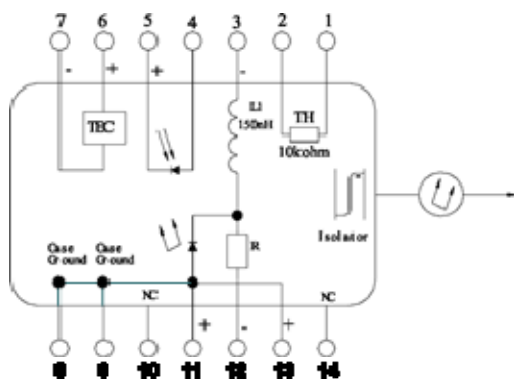 7 6 5 4 3 2 1
- + + -
TEC
L1
150nH
TH
10kohm
Isolator
Case
Ground
Case
Ground
R
NC
NC
+ - +
8 9 10 11 12 13 14